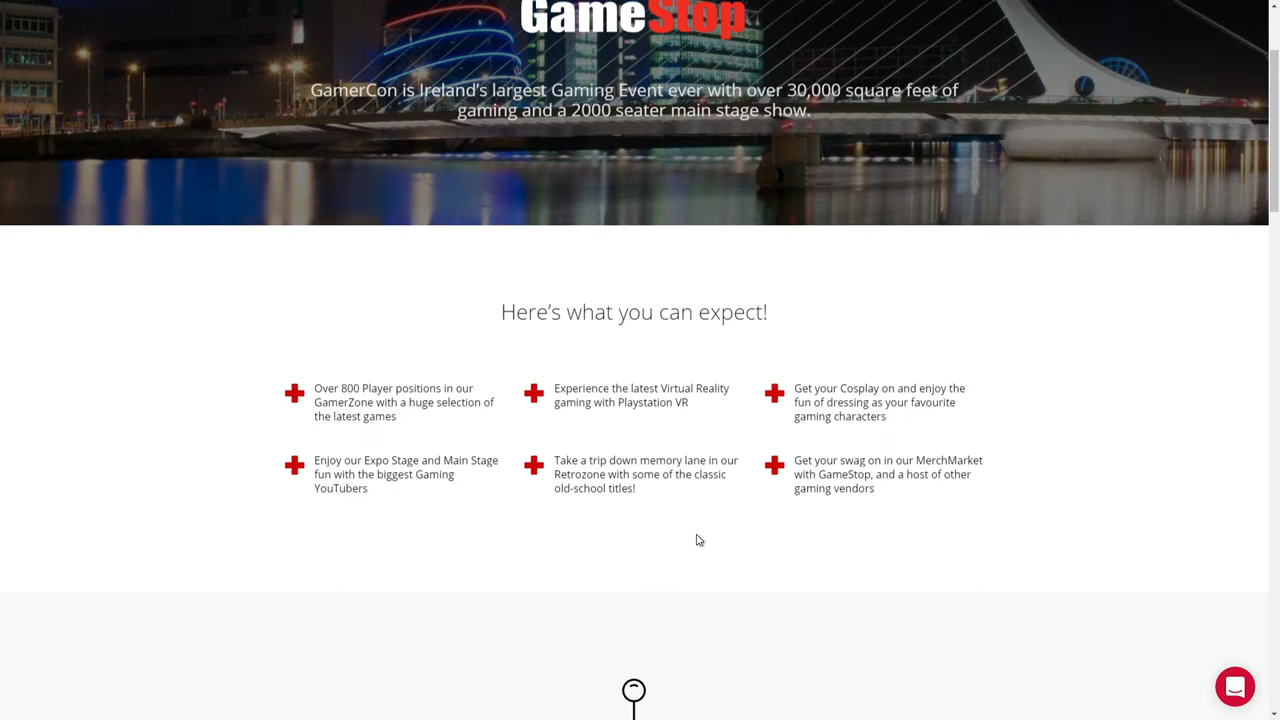 GameStop
GamerCon is Ireland's largest Gaming Event ever with over 30,000 square feet of
gaming and a 2000 seater main stage show.
Here's what you can expect!
Over 800 Player positions in our
GamerZone with a huge selection of
the latest games
Experience the latest Virtual Reality
gaming with Playstation VR
Get your Cosplay on and enjoy the
fun of dressing as your favourite
gaming characters
Enjoy our Expo Stage and Main Stage
fun with the biggest Gaming
YouTubers
Take a trip down memory lane in our
Retrozone with some of the classic
old-school titles!
Get your swag on in our MerchMarket
with GameStop, and a host of other
gaming vendors